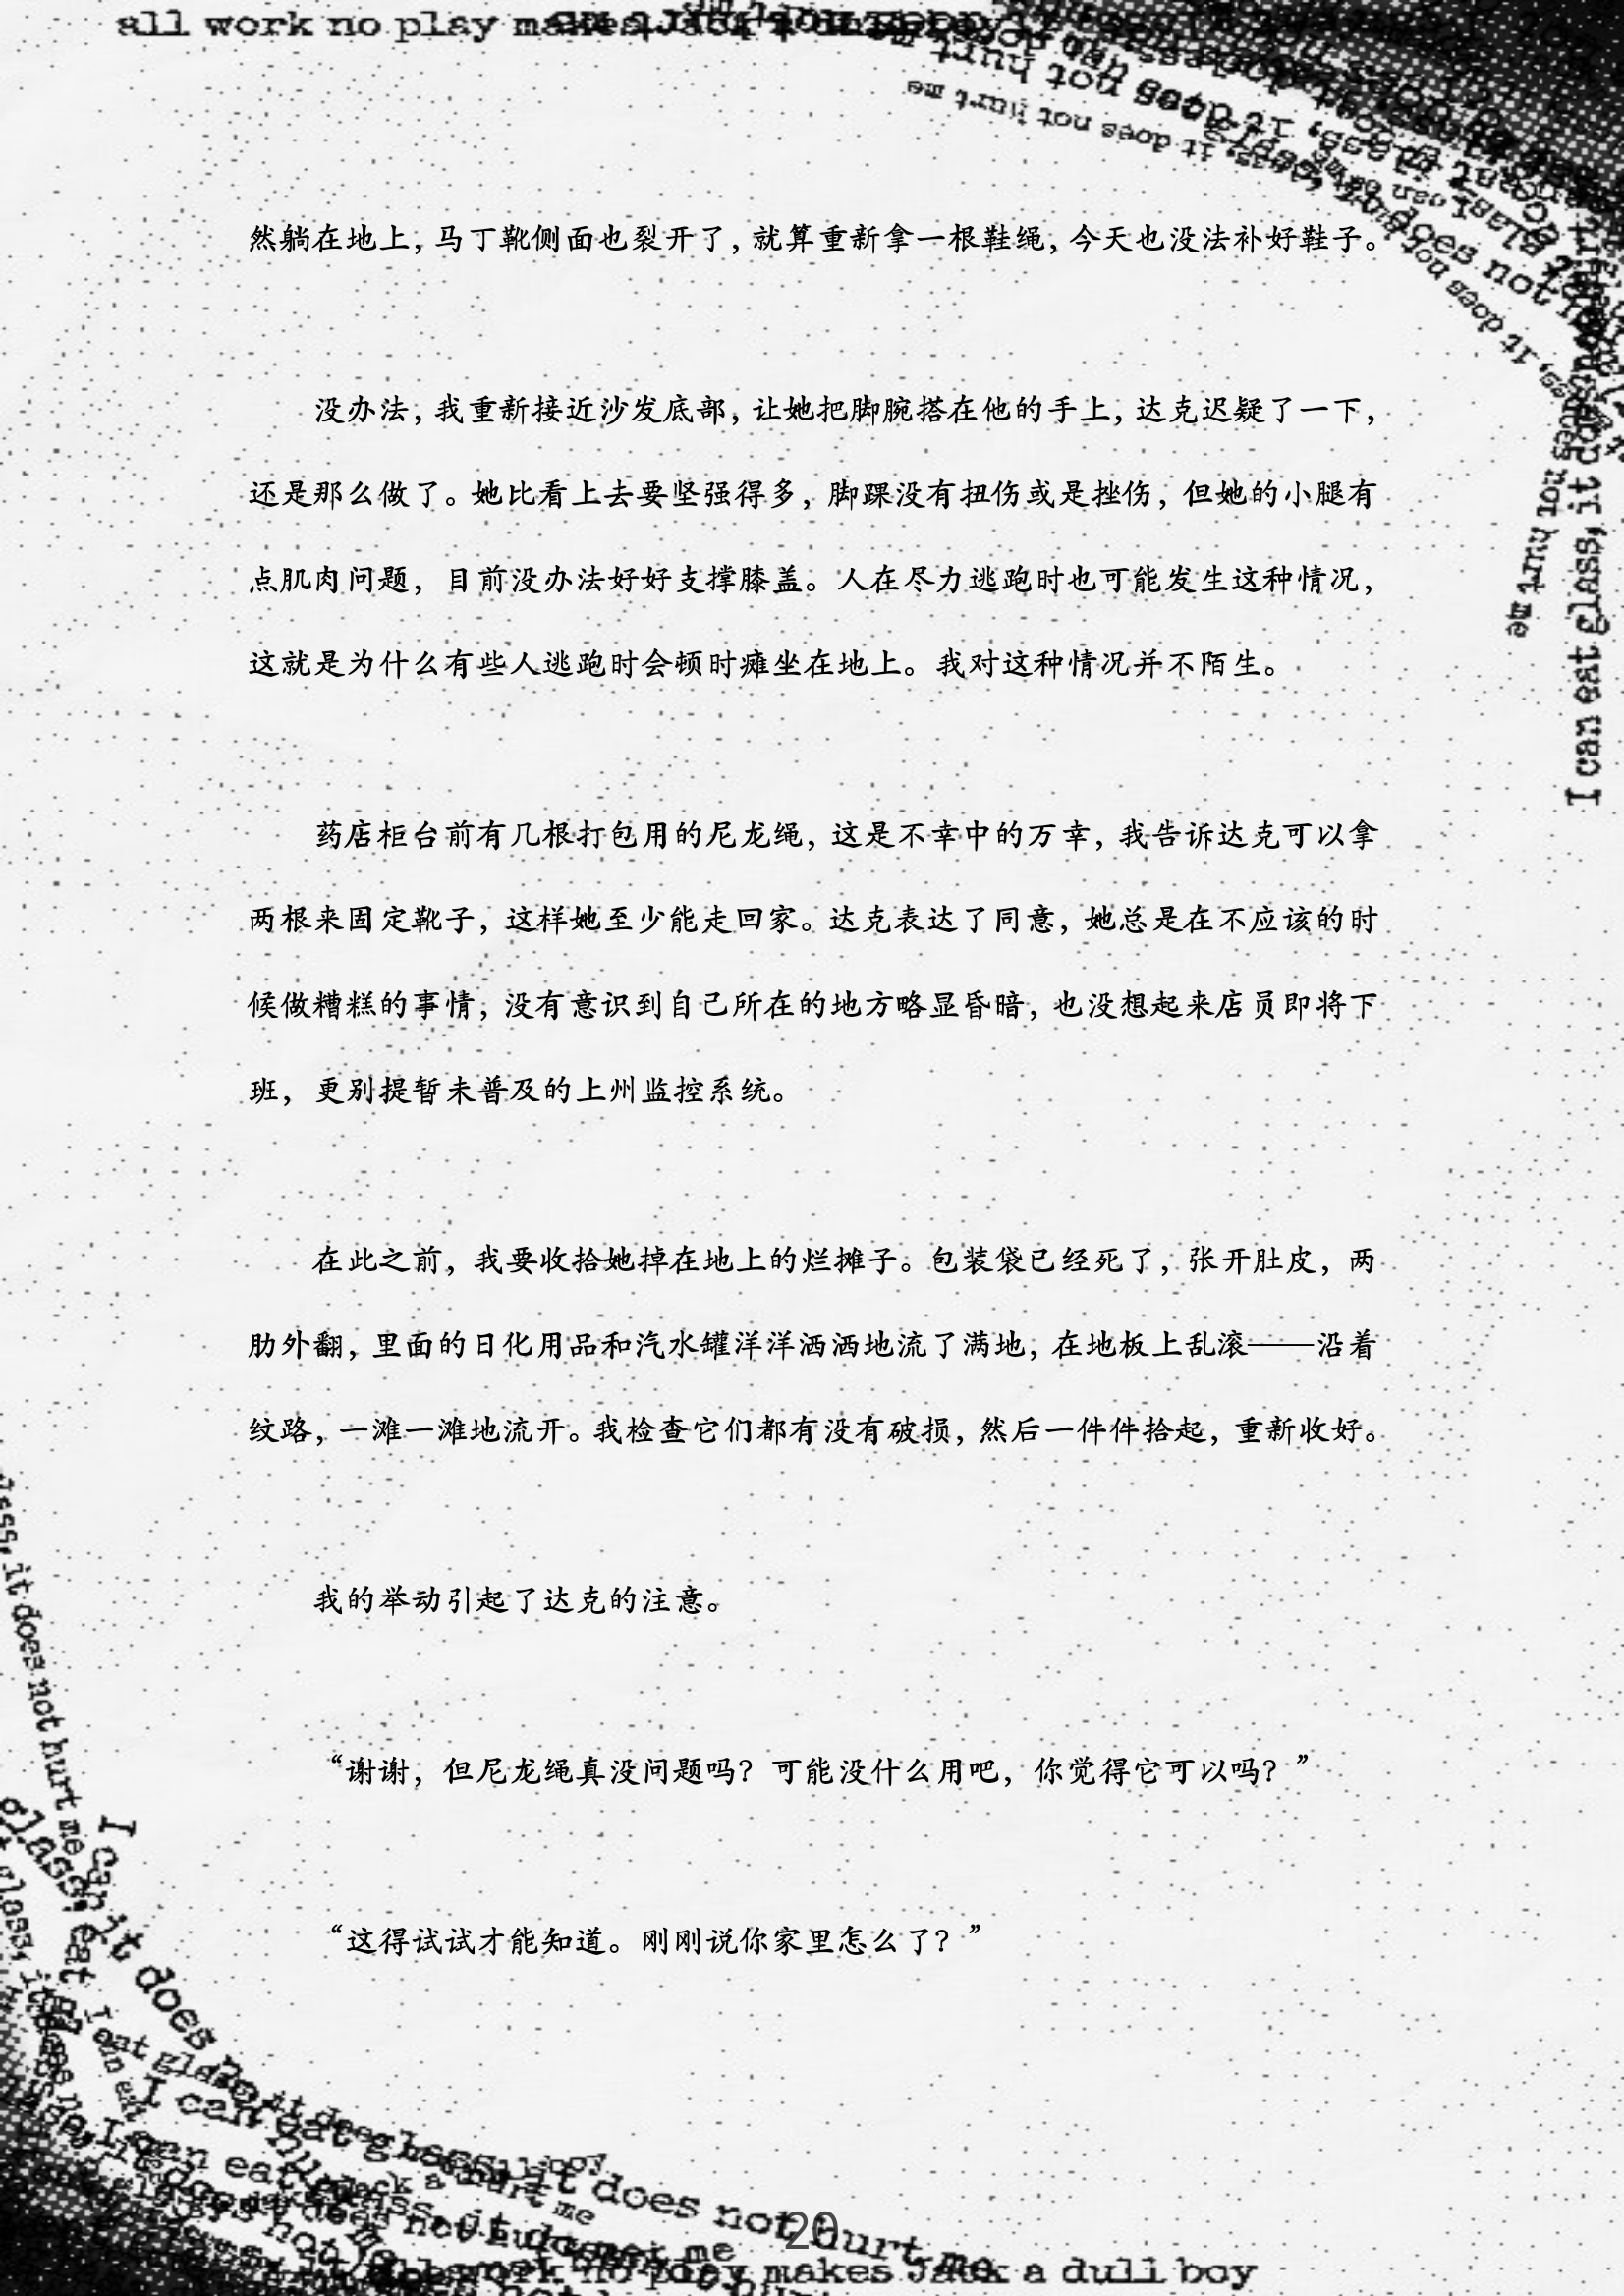 all work no play makes Jack a dull boy
然躺在地上，马丁靴侧面也裂开了，就算重新拿一根鞋绳，今天也没法补好鞋子。
没办法，我重新接近沙发底部，让她把脚腕搭在他的手上，达克迟疑了一下，
还是那么做了。她比看上去要坚强得多，脚踝没有扭伤或是挫伤，但她的小腿有
点肌肉问题，目前没办法好好支撑膝盖。人在尽力逃跑时也可能发生这种情况，
这就是为什么有些人逃跑时会顿时瘫坐在地上。我对这种情况并不陌生。
药店柜台前有几根打包用的尼龙绳，这是不幸中的万幸，我告诉达克可以拿
两根来固定靴子，这样她至少能走回家。达克表达了同意，她总是在不应该的时
候做糟糕的事情，没有意识到自己所在的地方略显昏暗，也没想起来店员即将下
班，更别提暂未普及的上州监控系统。
在此之前，我要收拾她掉在地上的烂摊子。包装袋已经死了，张开肚皮，两
肋外翻，里面的日化用品和汽水罐洋洋洒洒地流了满地，在地板上乱滚——沿着
纹路，一滩一滩地流开。我检查它们都有没有破损，然后一件件拾起，重新收好。
我的举动引起了达克的注意。
“谢谢，但尼龙绳真没问题吗？可能没什么用吧，你觉得它可以吗？”
“这得试试才能知道。刚刚说你家里怎么了？”
I can eat glass, it does not hurt me
I can eat glass, it does not hurt me
20
work no play makes Jack a dull boy